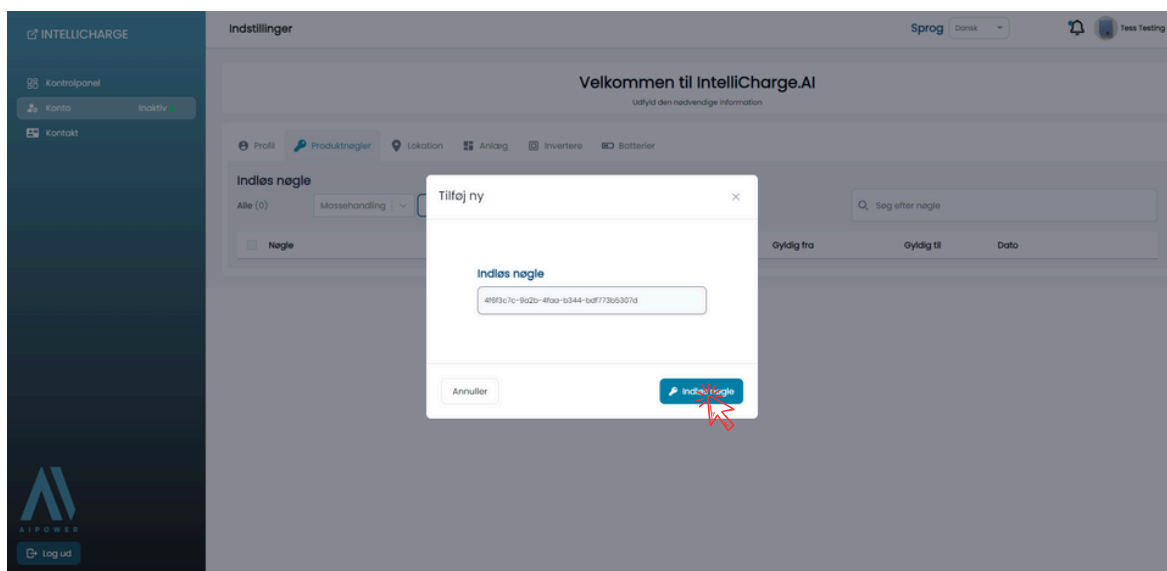 INTELLICHARGE
Indstillinger
Sprog Dansk
Tess Testing
Kontrolpanel
Konto Inaktiv
Kontakt
Velkommen til IntelliCharge.AI
Udfyld den nødvendige information
Profil Produktnøgler Lokation Anlæg Invertere Batterier
Indløs nøgle
Alle (0) Massehandling
Søg efter nøgle
Nøgle Gyldig fra Gyldig til Dato
Tilføj ny
Indløs nøgle
4f6f3c7c-9a2b-4faa-b344-bdf773b5307d
Annuller
Indløs nøgle
AIPOWER
Log ud